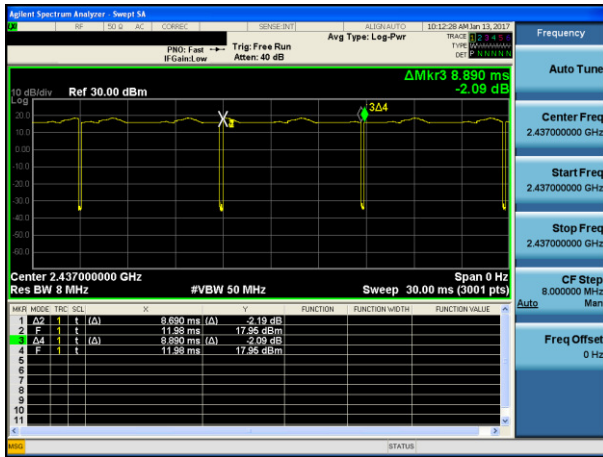 Agilent Spectrum Analyzer - Swept SA
RF 50 Ω AC CORREC SENSE:INT ALIGNAUTO 10:12:28 AM Jan 13, 2017
Avg Type: Log-Pwr TRACE 1 2 3 4 5 6
PNO: Fast Trig: Free Run TYPE
IFGain:Low Atten: 40 dB DET P N N N N N
ΔMkr3 8.890 ms
-2.09 dB
10 dB/div Ref 30.00 dBm
Log
3Δ4
20.0
10.0
0.00
-10.0
-20.0
-30.0
-40.0
-50.0
-60.0
Center 2.437000000 GHz Span 0 Hz
Res BW 8 MHz #VBW 50 MHz Sweep 30.00 ms (3001 pts)
MKR MODE TRC SCL X Y FUNCTION FUNCTION WIDTH FUNCTION VALUE
1 Δ2 1 t (Δ) 8.690 ms (Δ) -2.19 dB
2 F 1 t 11.98 ms 17.95 dBm
3 Δ4 1 t (Δ) 8.890 ms (Δ) -2.09 dB
4 F 1 t 11.98 ms 17.95 dBm
5
6
7
8
9
10
11
MSG STATUS
Frequency
Auto Tune
Center Freq
2.437000000 GHz
Start Freq
2.437000000 GHz
Stop Freq
2.437000000 GHz
CF Step
8.000000 MHz
Auto Man
Freq Offset
0 Hz